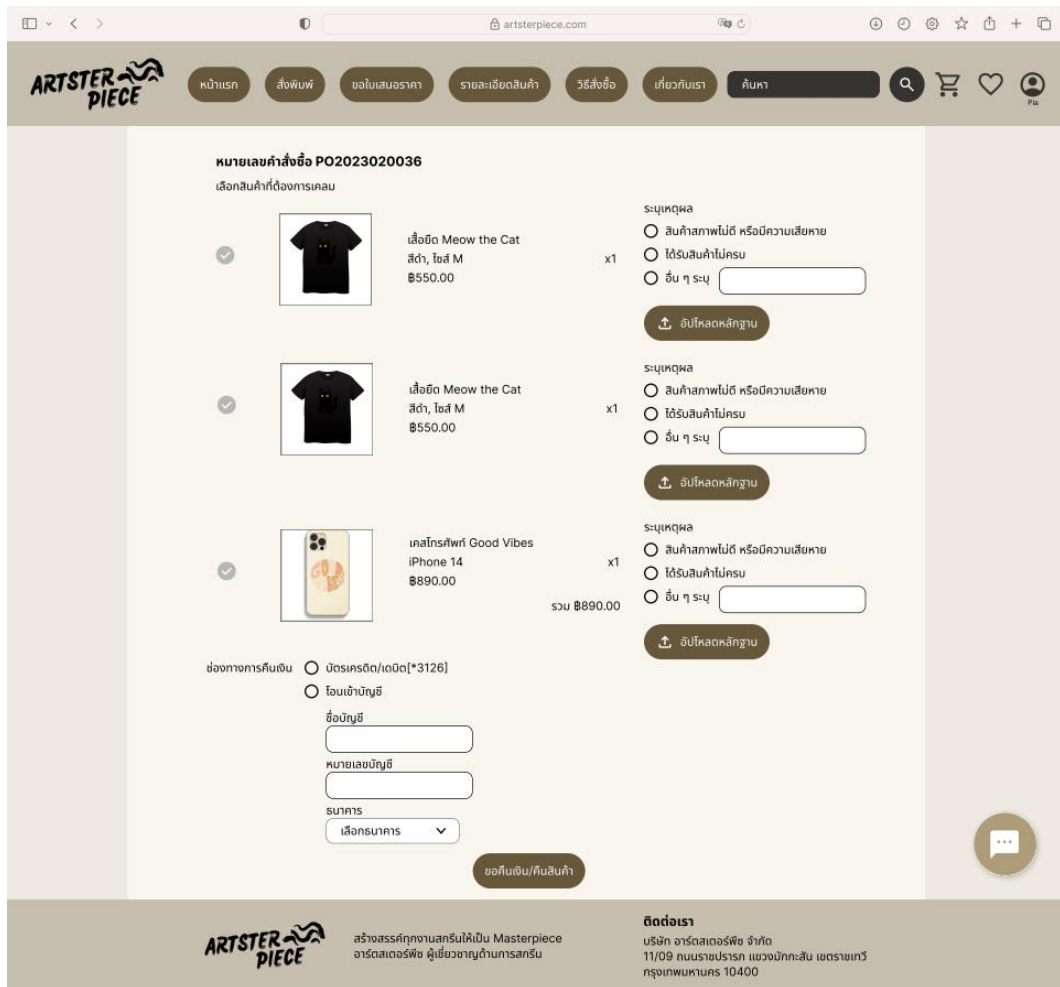 artsterpiece.com
ARTSTER
PIECE
หน้าแรก
สั่งพิมพ์
ขอใบเสนอราคา
รายละเอียดสินค้า
วิธีสั่งซื้อ
เกี่ยวกับเรา
ค้นหา
Pia
หมายเลขคำสั่งซื้อ PO2023020036
เลือกสินค้าที่ต้องการเคลม
เสื้อยืด Meow the Cat
สีดำ, ไซส์ M
฿550.00
x1
ระบุเหตุผล
สินค้าสภาพไม่ดี หรือมีความเสียหาย
ได้รับสินค้าไม่ครบ
อื่น ๆ ระบุ
อัปโหลดหลักฐาน
เสื้อยืด Meow the Cat
สีดำ, ไซส์ M
฿550.00
x1
ระบุเหตุผล
สินค้าสภาพไม่ดี หรือมีความเสียหาย
ได้รับสินค้าไม่ครบ
อื่น ๆ ระบุ
อัปโหลดหลักฐาน
เคสโทรศัพท์ Good Vibes
iPhone 14
฿890.00
x1
รวม ฿890.00
ระบุเหตุผล
สินค้าสภาพไม่ดี หรือมีความเสียหาย
ได้รับสินค้าไม่ครบ
อื่น ๆ ระบุ
อัปโหลดหลักฐาน
ช่องทางการคืนเงิน
บัตรเครดิต/เดบิต[*3126]
โอนเข้าบัญชี
ชื่อบัญชี
หมายเลขบัญชี
ธนาคาร
เลือกธนาคาร
ขอคืนเงิน/คืนสินค้า
ARTSTER
PIECE
สร้างสรรค์ทุกงานสกรีนให้เป็น Masterpiece
อาร์ตสเตอร์พีซ ผู้เชี่ยวชาญด้านการสกรีน
ติดต่อเรา
บริษัท อาร์ตสเตอร์พีซ จำกัด
11/09 ถนนราชปรารภ แขวงมักกะสัน เขตราชเทวี
กรุงเทพมหานคร 10400